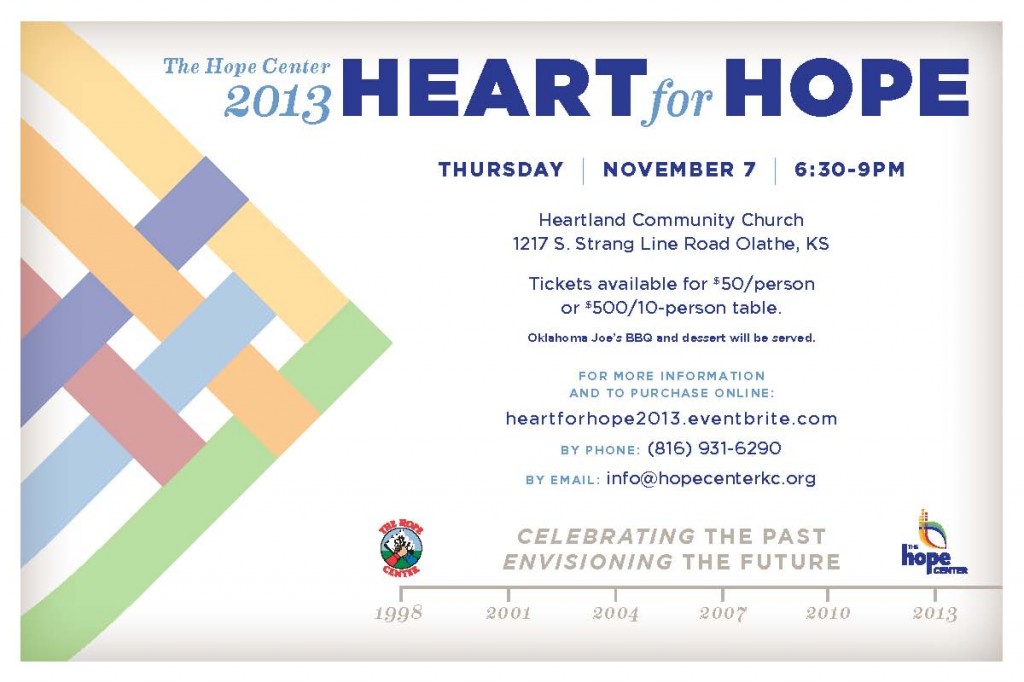 The Hope Center
2013 HEART for HOPE
THURSDAY | NOVEMBER 7 | 6:30-9PM
Heartland Community Church
1217 S. Strang Line Road Olathe, KS
Tickets available for $50/person
or $500/10-person table.
Oklahoma Joe's BBQ and dessert will be served.
FOR MORE INFORMATION
AND TO PURCHASE ONLINE:
heartforhope2013.eventbrite.com
BY PHONE: (816) 931-6290
BY EMAIL: info@hopecenterkc.org
THE HOPE
CENTER
CELEBRATING THE PAST
ENVISIONING THE FUTURE
THE
hope
CENTER
1998 2001 2004 2007 2010 2013